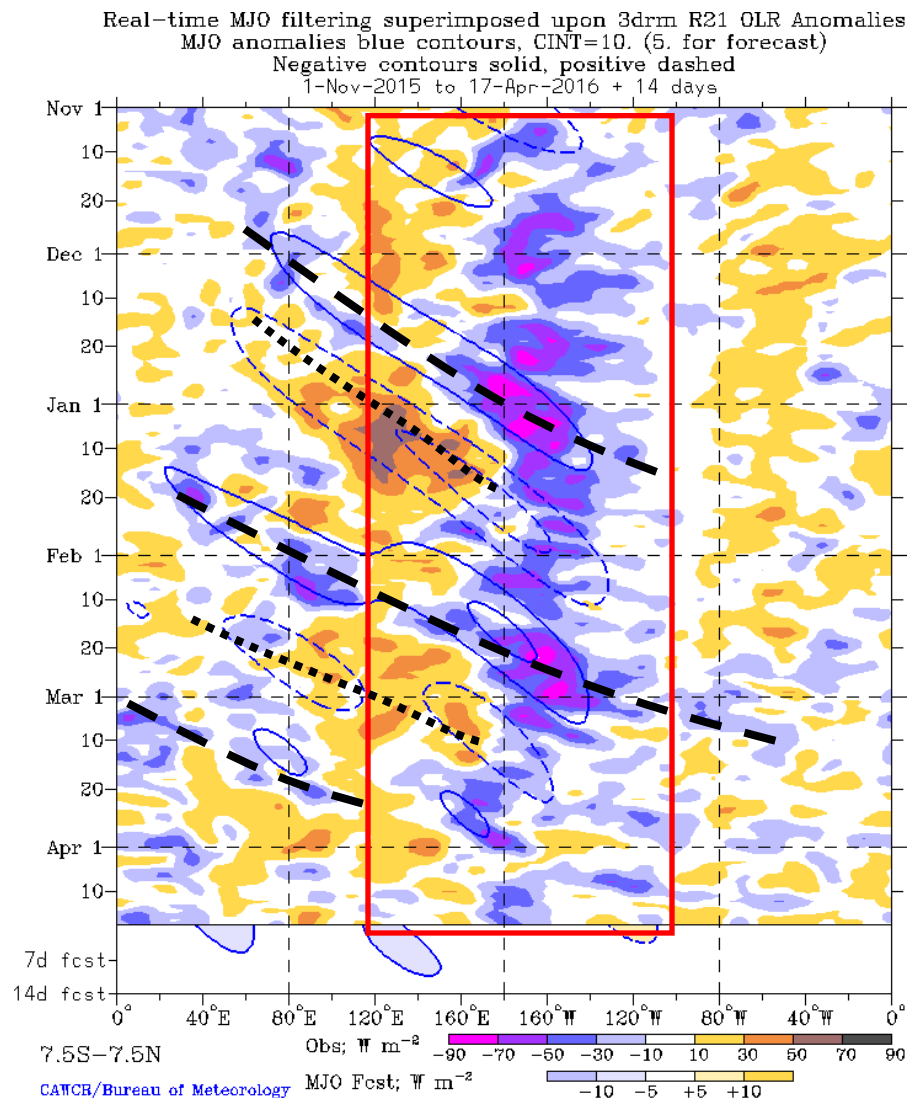 Real-time MJO filtering superimposed upon 3drm R21 OLR Anomalies
MJO anomalies blue contours, CINT=10. (5. for forecast)
Negative contours solid, positive dashed
1-Nov-2015 to 17-Apr-2016 + 14 days
Nov 1
10
20
Dec 1
10
20
Jan 1
10
20
Feb 1
10
20
Mar 1
10
20
Apr 1
10
7d fcst
14d fcst
0° 40°E 80°E 120°E 160°E 160°W 120°W 80°W 40°W 0°
7.5S-7.5N
Obs; W m⁻²
-90 -70 -50 -30 -10 10 30 50 70 90
CAWCR/Bureau of Meteorology
MJO Fcst; W m⁻²
-10 -5 +5 +10